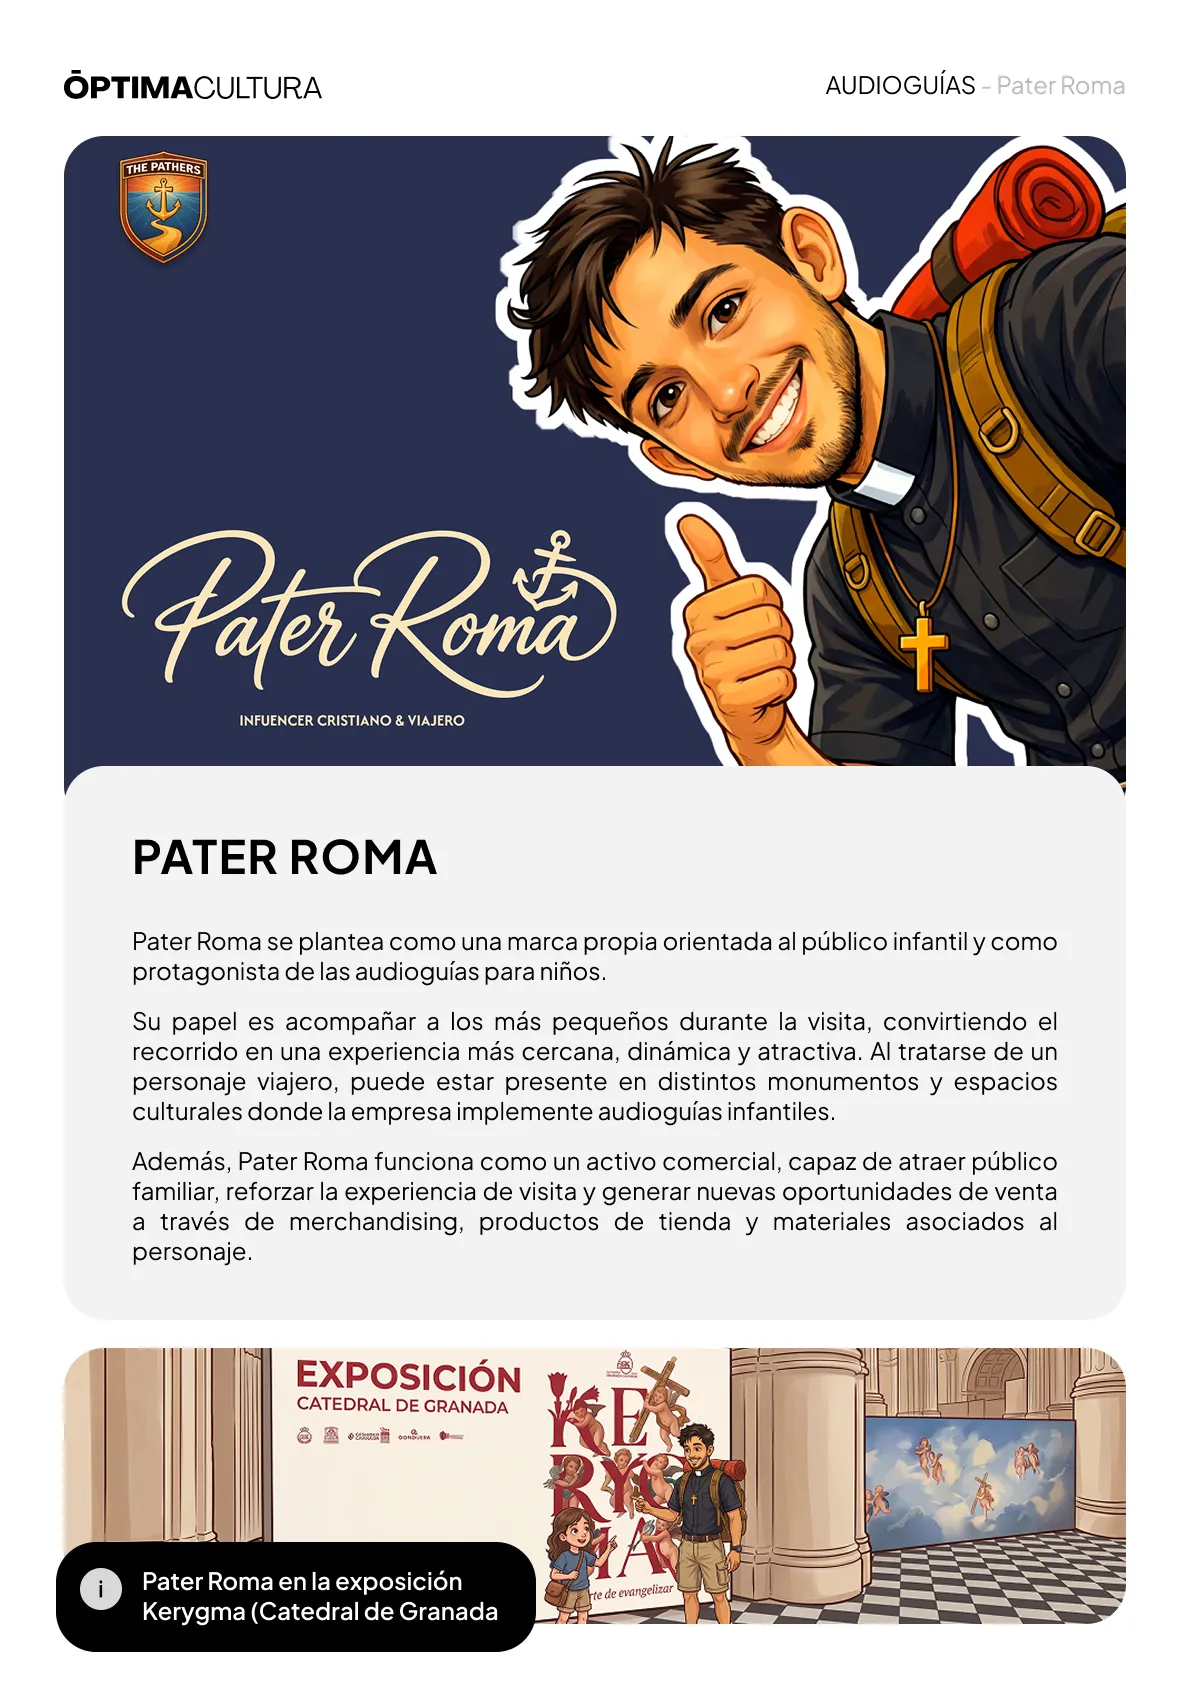 ŌPTIMACULTURA
AUDIOGUÍAS - Pater Roma
THE PATHERS
Pater Roma
INFUENCER CRISTIANO & VIAJERO
PATER ROMA
Pater Roma se plantea como una marca propia orientada al público infantil y como
protagonista de las audioguías para niños.
Su papel es acompañar a los más pequeños durante la visita, convirtiendo el
recorrido en una experiencia más cercana, dinámica y atractiva. Al tratarse de un
personaje viajero, puede estar presente en distintos monumentos y espacios
culturales donde la empresa implemente audioguías infantiles.
Además, Pater Roma funciona como un activo comercial, capaz de atraer público
familiar, reforzar la experiencia de visita y generar nuevas oportunidades de venta
a través de merchandising, productos de tienda y materiales asociados al
personaje.
EXPOSICIÓN
CATEDRAL DE GRANADA
KE
RYG
MA
rte de evangelizar
i
Pater Roma en la exposición
Kerygma (Catedral de Granada